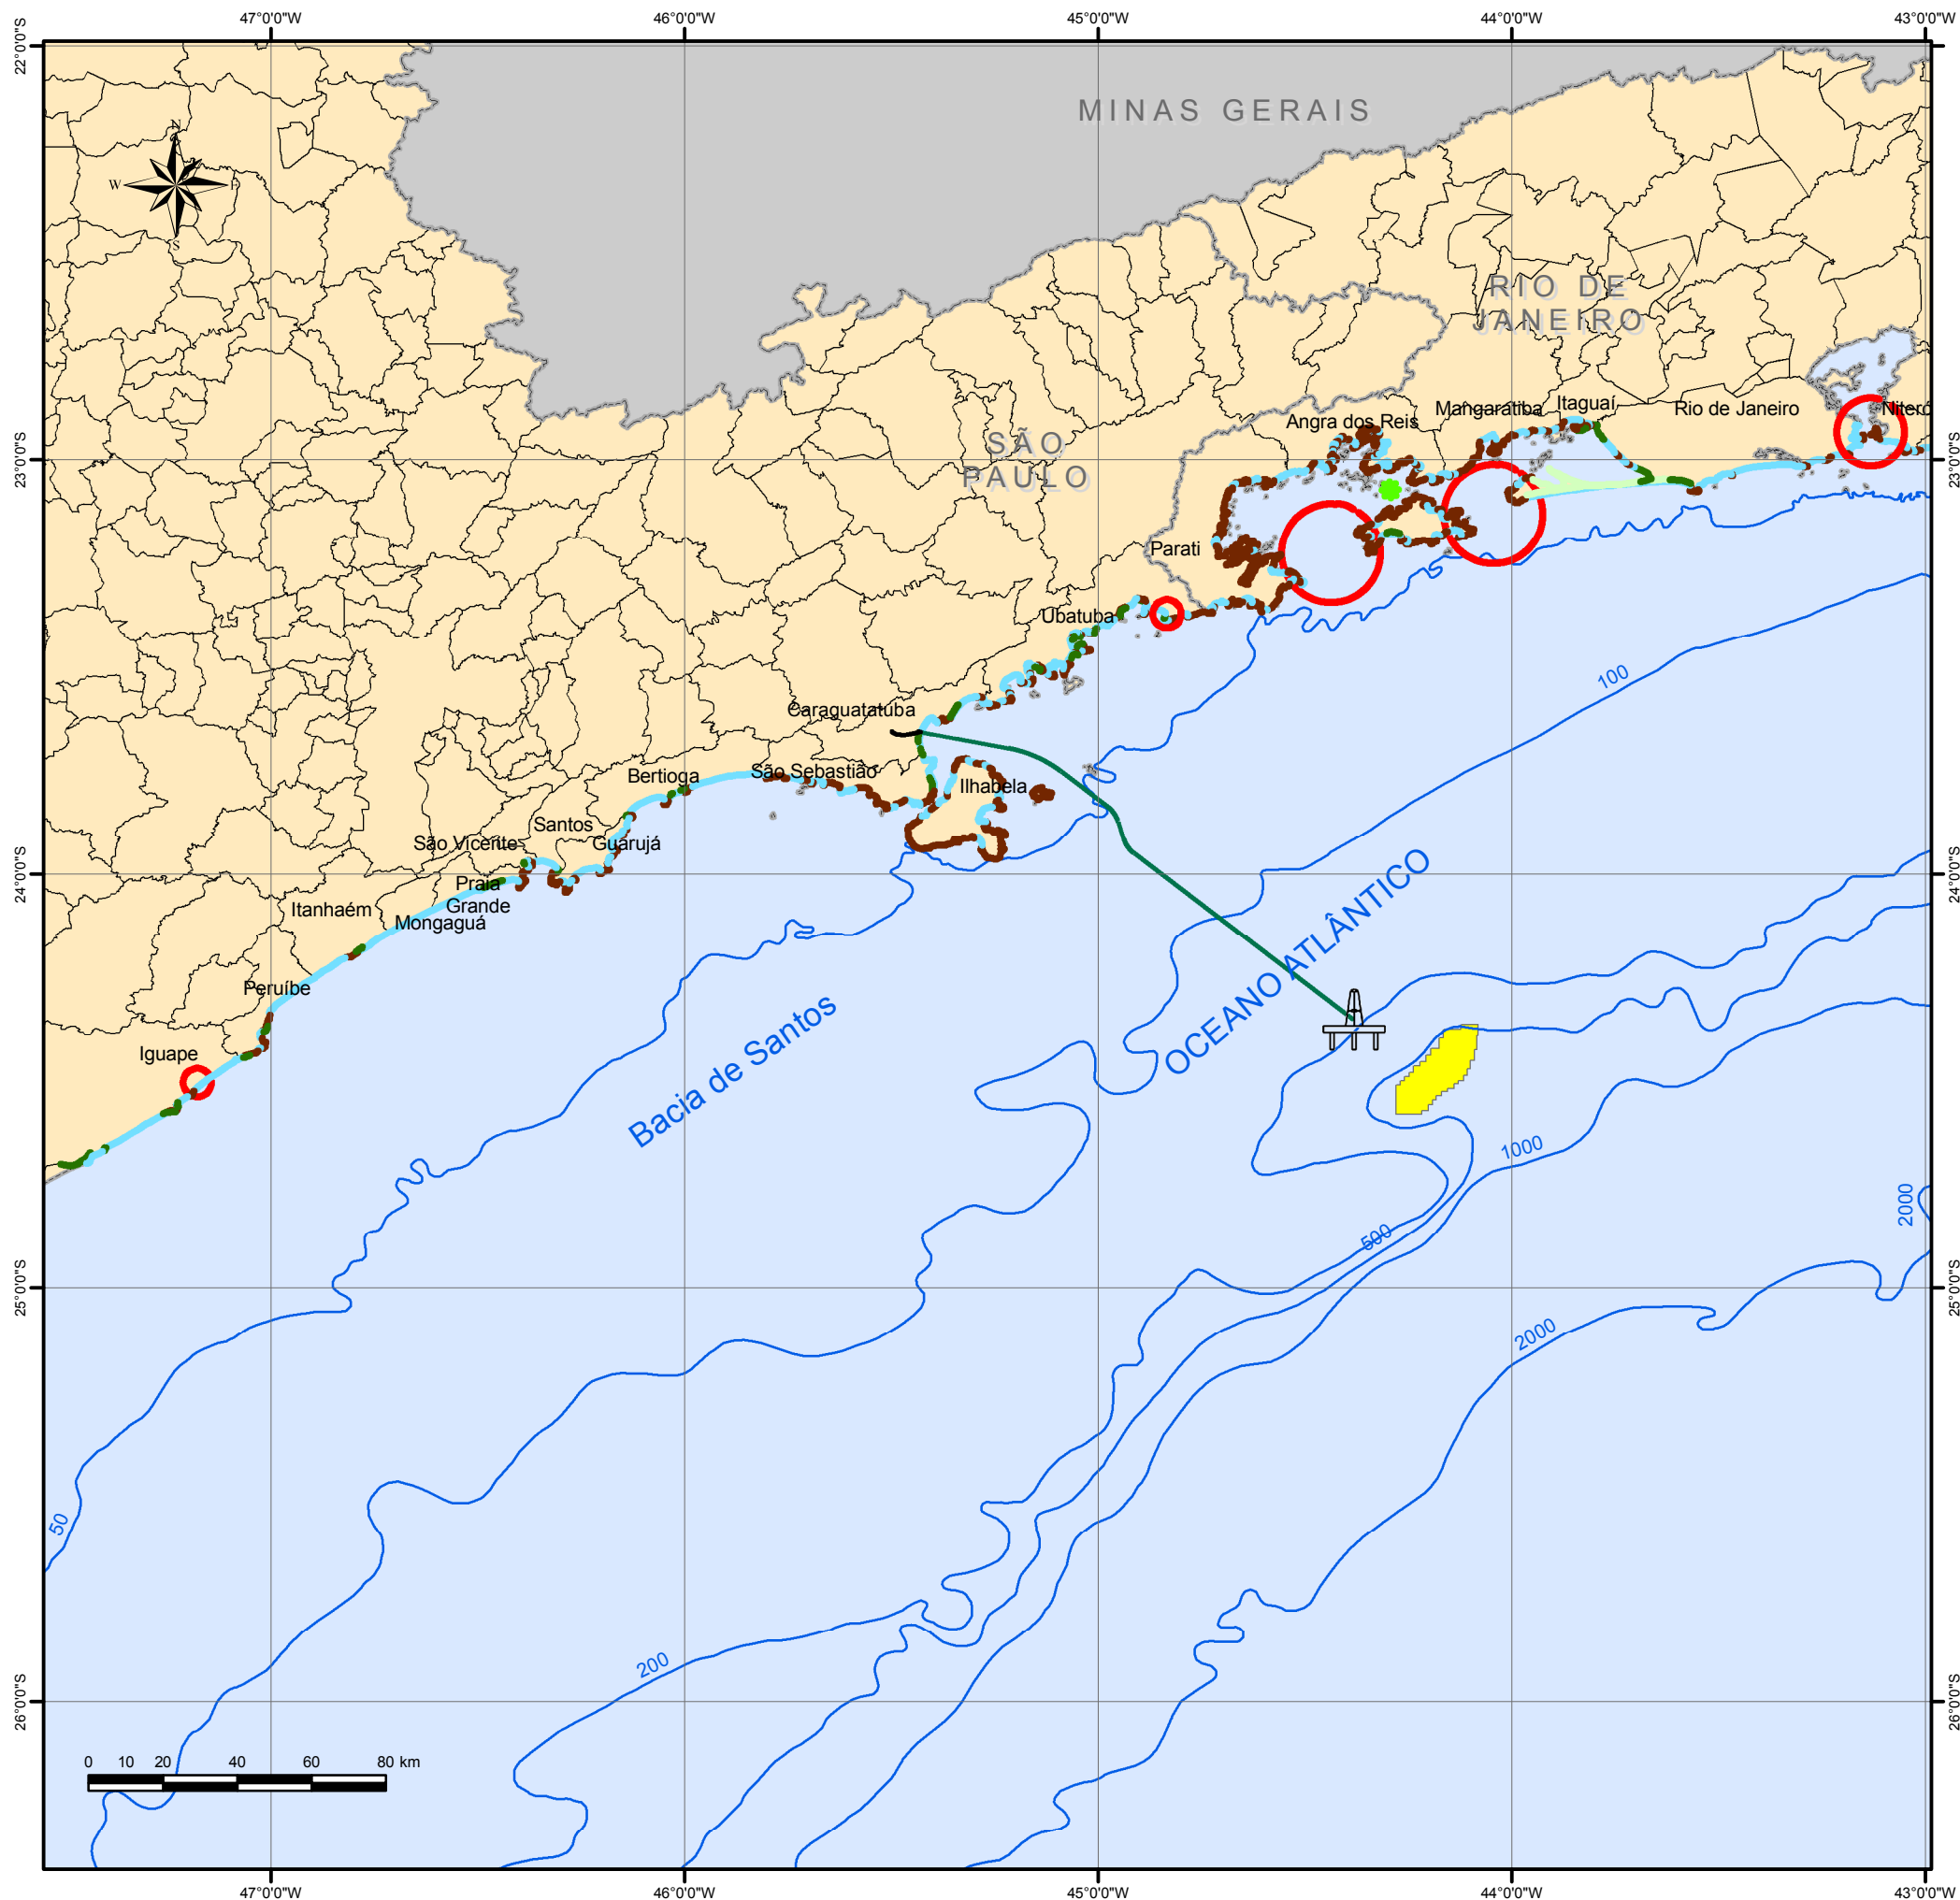 47°0'0"W
46°0'0"W
45°0'0"W
44°0'0"W
43°0'0"W
22°0'0"S
MINAS GERAIS
N
W
E
S
RIO DE
JANEIRO
Angra dos Reis
Mangaratiba
Itaguaí
Rio de Janeiro
Niteró
SÃO
PAULO
23°0'0"S
23°0'0"S
Parati
Ubatuba
100
Caraguatatuba
Bertioga
São Sebastião
Ilhabela
Santos
São Vicente
Guarujá
24°0'0"S
24°0'0"S
Praia
Grande
Itanhaém
Mongaguá
Peruíbe
OCEANO ATLÂNTICO
Bacia de Santos
Iguape
1000
2000
500
25°0'0"S
25°0'0"S
2000
50
200
26°0'0"S
26°0'0"S
0 10 20 40 60 80 km
47°0'0"W
46°0'0"W
45°0'0"W
44°0'0"W
43°0'0"W